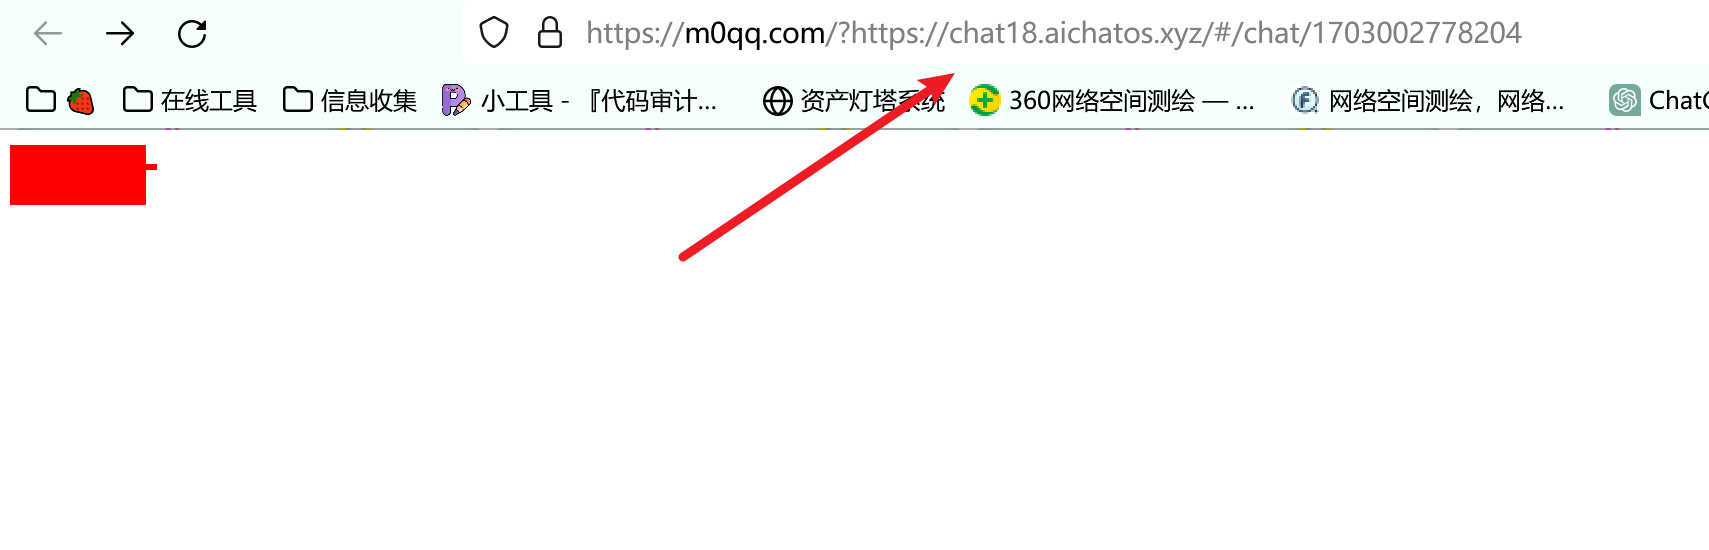 https://m0qq.com/?https://chat18.aichatos.xyz/#/chat/1703002778204
在线工具 信息收集 小工具 - 『代码审计... 资产灯塔系统 360网络空间测绘 — ... 网络空间测绘，网络...